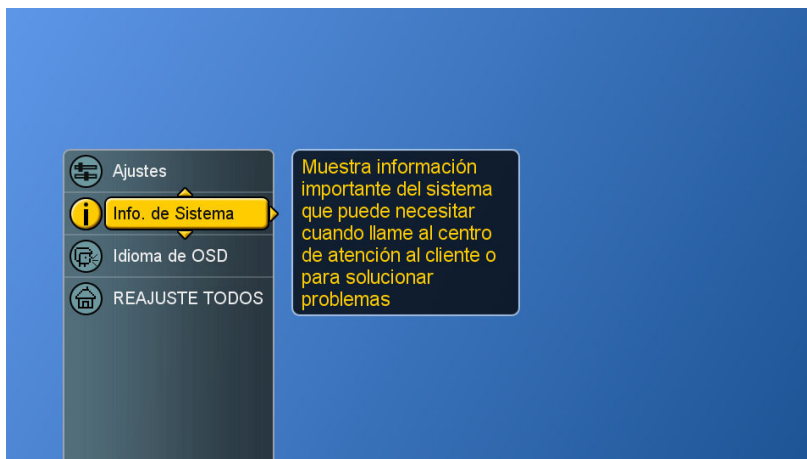 Ajustes
Info. de Sistema
Idioma de OSD
REAJUSTE TODOS
Muestra información
importante del sistema
que puede necesitar
cuando llame al centro
de atención al cliente o
para solucionar
problemas